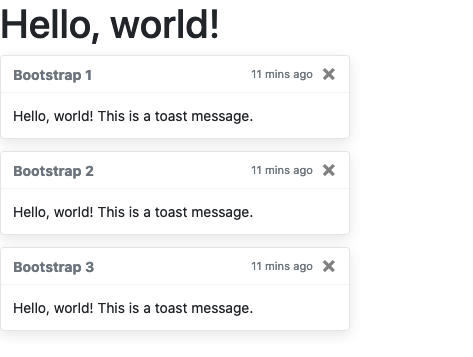 Hello, world!
Bootstrap 1 11 mins ago ×
Hello, world! This is a toast message.
Bootstrap 2 11 mins ago ×
Hello, world! This is a toast message.
Bootstrap 3 11 mins ago ×
Hello, world! This is a toast message.